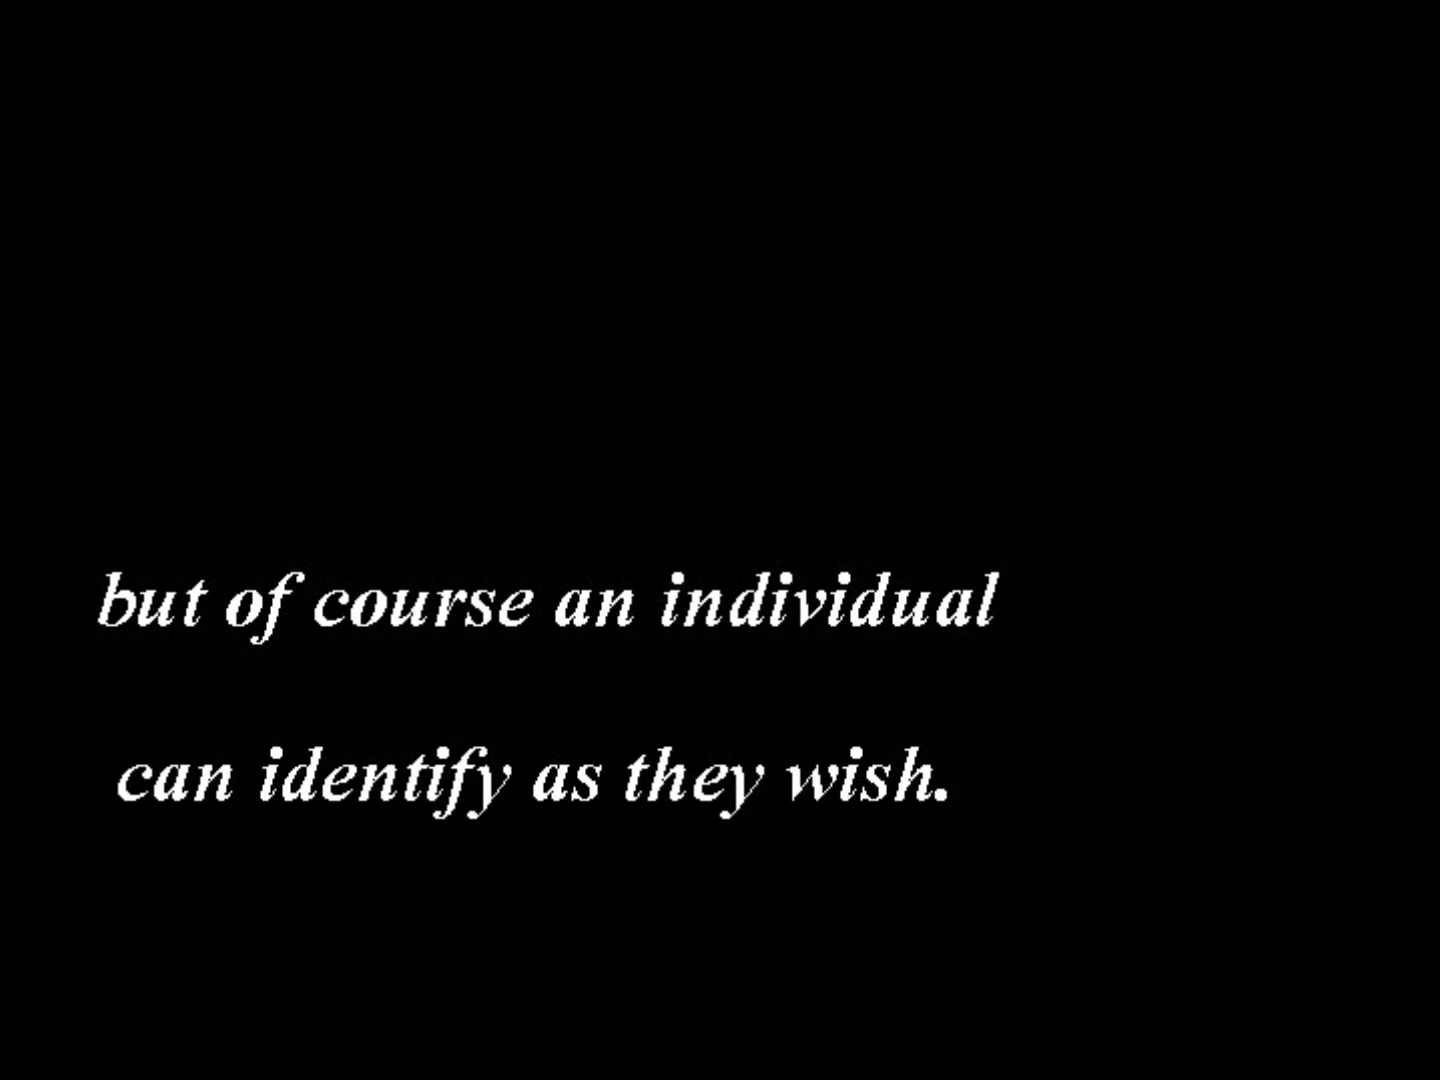 but of course an individual
can identify as they wish.